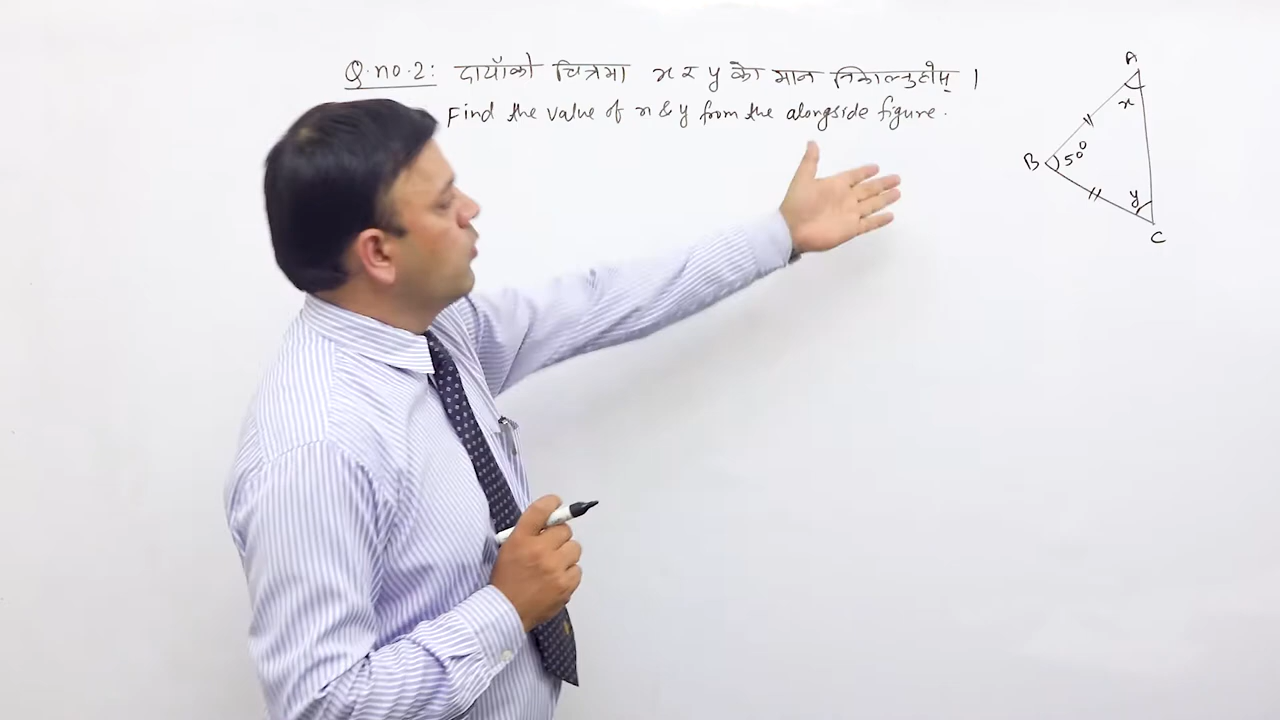 Q.no.2: दायाँको चित्रमा x र y को मान निकाल्नुहोस् ।
Find the value of x & y from the alongside figure.
A
x
B 50°
y
C